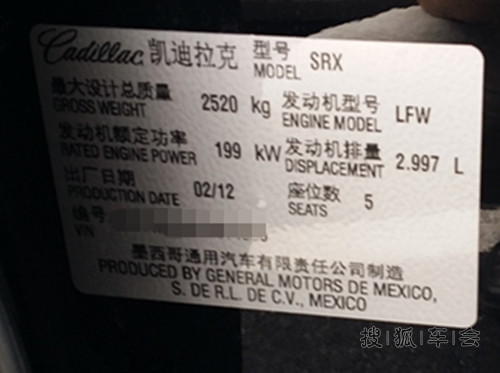 Cadillac 凯迪拉克 型号 MODEL SRX
最大设计总质量 GROSS WEIGHT 2520 kg 发动机型号 ENGINE MODEL LFW
发动机额定功率 RATED ENGINE POWER 199 kW 发动机排量 DISPLACEMENT 2.997 L
出厂日期 PRODUCTION DATE 02/12 座位数 SEATS 5
编号 VIN
墨西哥通用汽车有限责任公司制造
PRODUCED BY GENERAL MOTORS DE MEXICO,
S. DE R.L. DE C.V., MEXICO
搜狐车会